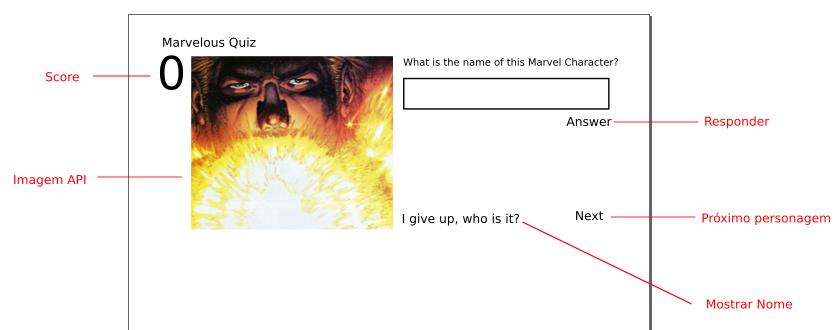 Marvelous Quiz
Score
0
What is the name of this Marvel Character?
Answer
Responder
Imagem API
I give up, who is it?
Next
Próximo personagem
Mostrar Nome